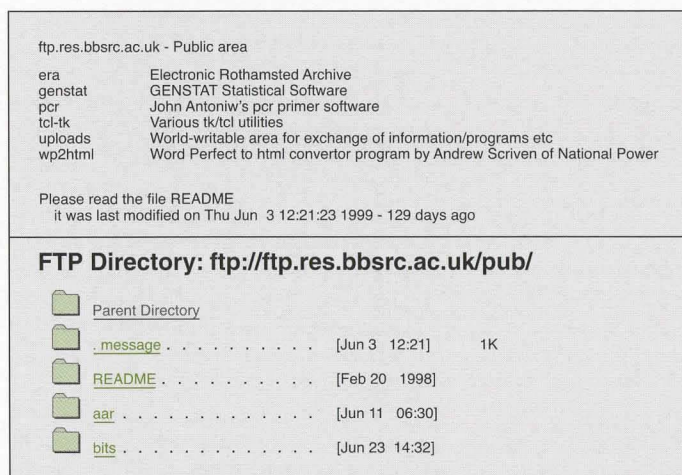 ftp.res.bbsrc.ac.uk - Public area
era Electronic Rothamsted Archive
genstat GENSTAT Statistical Software
pcr John Antoniw's pcr primer software
tcl-tk Various tk/tcl utilities
uploads World-writable area for exchange of information/programs etc
wp2html Word Perfect to html convertor program by Andrew Scriven of National Power
Please read the file README
it was last modified on Thu Jun 3 12:21:23 1999 - 129 days ago
FTP Directory: ftp://ftp.res.bbsrc.ac.uk/pub/
Parent Directory
. message . . . . . . . . . . [Jun 3 12:21] 1K
README . . . . . . . . . . [Feb 20 1998]
aar . . . . . . . . . . . . . [Jun 11 06:30]
bits . . . . . . . . . . . . . [Jun 23 14:32]